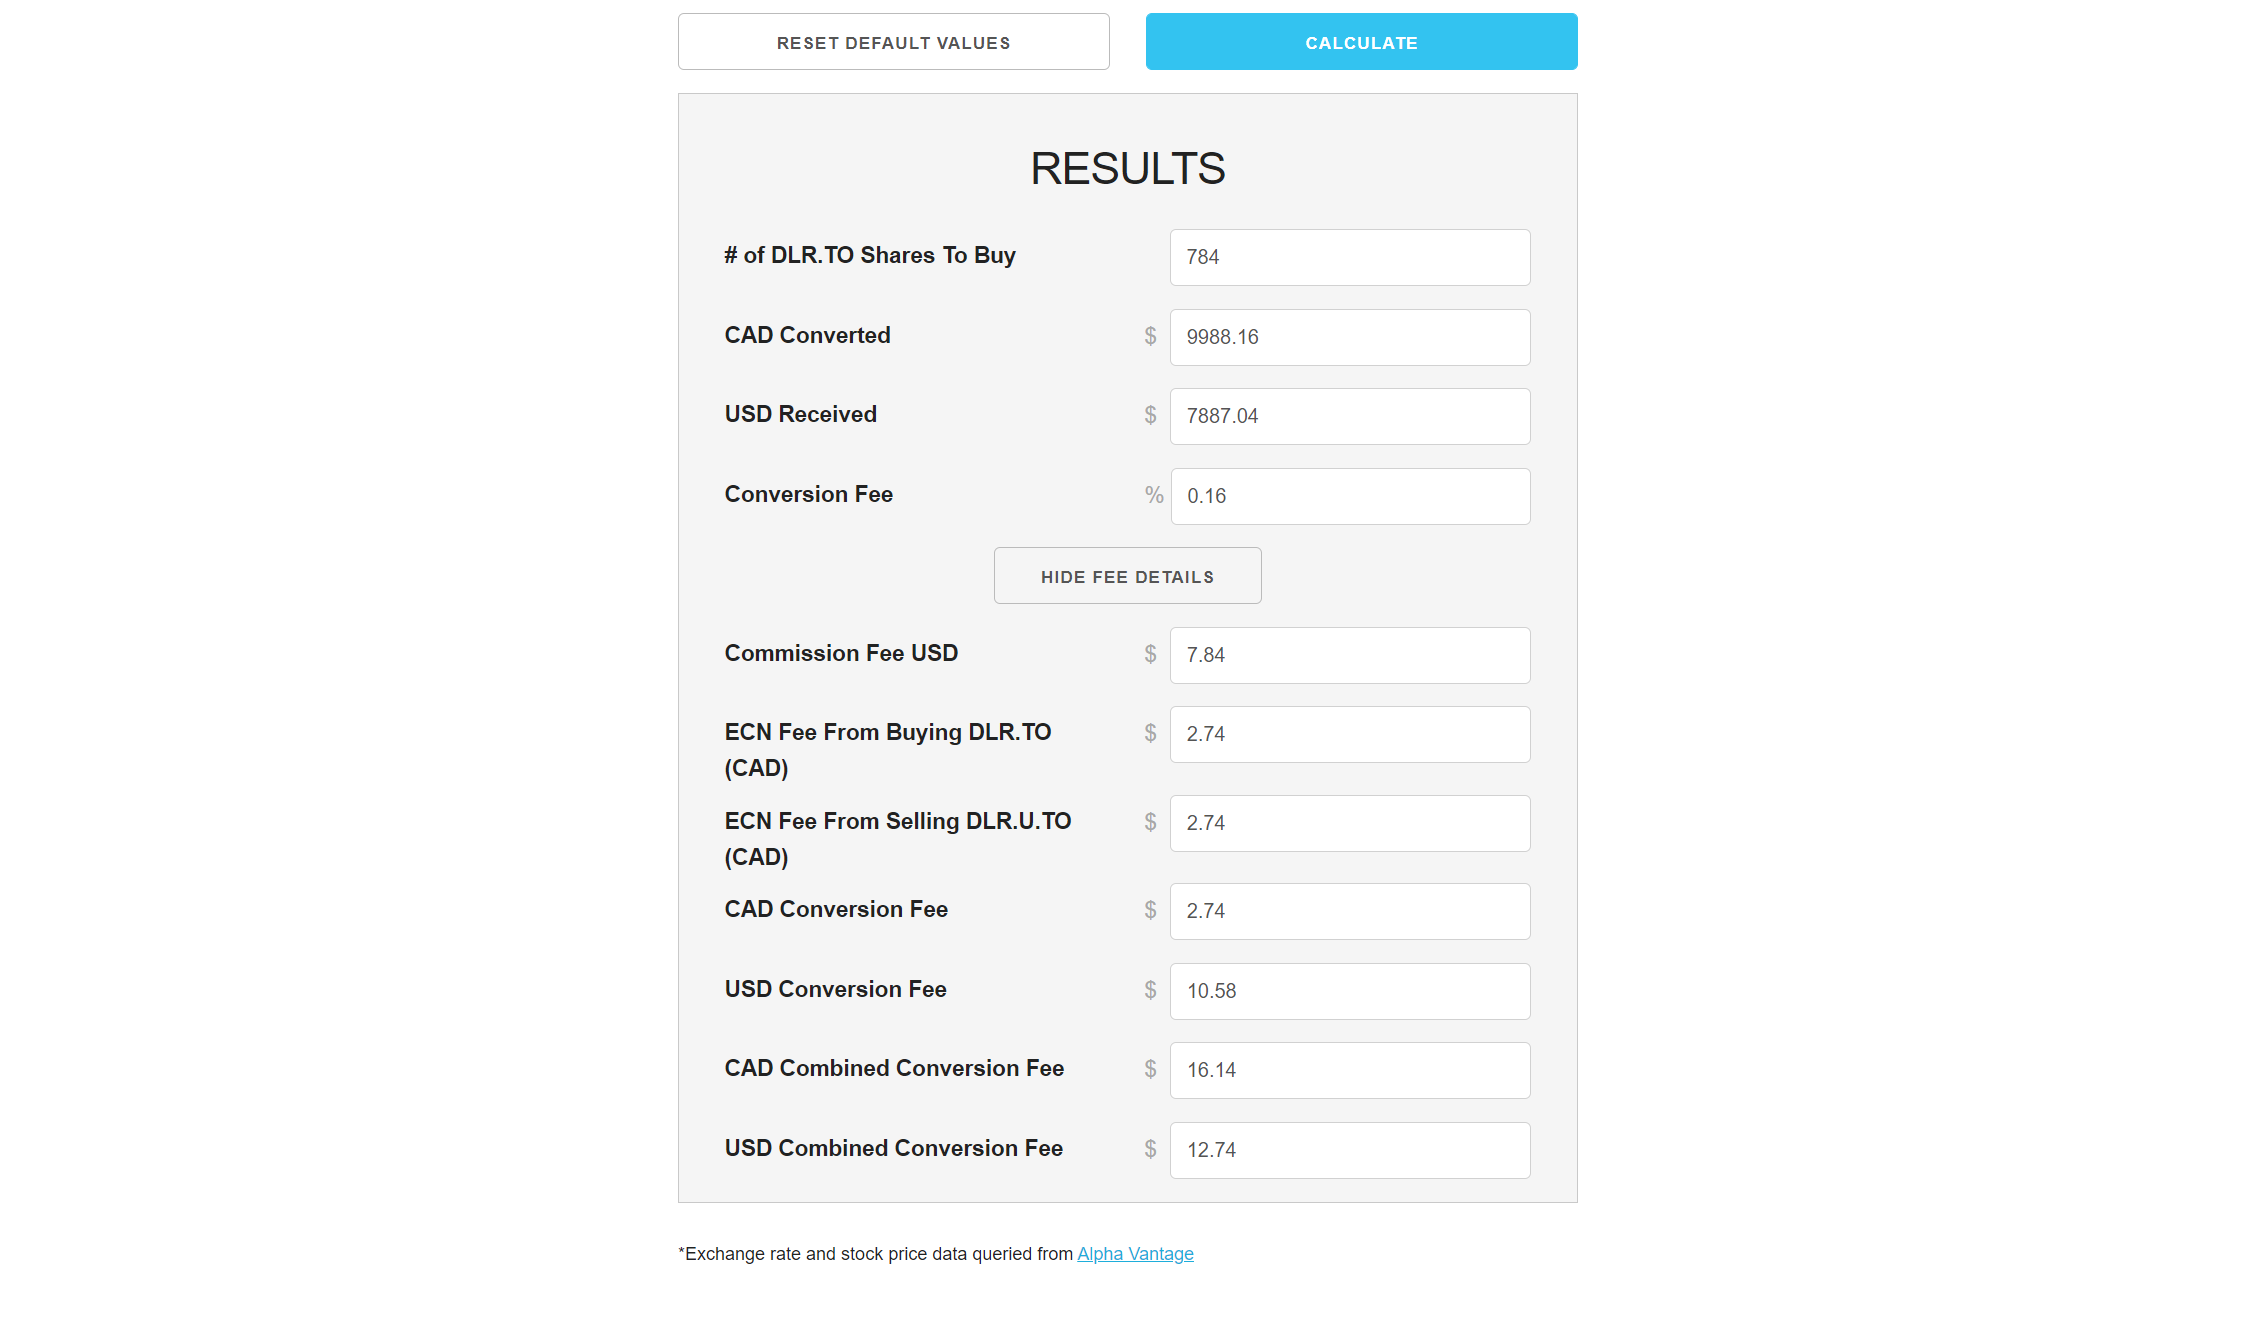 RESET DEFAULT VALUES
CALCULATE
RESULTS
# of DLR.TO Shares To Buy
784
CAD Converted
$ 9988.16
USD Received
$ 7887.04
Conversion Fee
% 0.16
HIDE FEE DETAILS
Commission Fee USD
$ 7.84
ECN Fee From Buying DLR.TO
(CAD)
$ 2.74
ECN Fee From Selling DLR.U.TO
(CAD)
$ 2.74
CAD Conversion Fee
$ 2.74
USD Conversion Fee
$ 10.58
CAD Combined Conversion Fee
$ 16.14
USD Combined Conversion Fee
$ 12.74
*Exchange rate and stock price data queried from Alpha Vantage